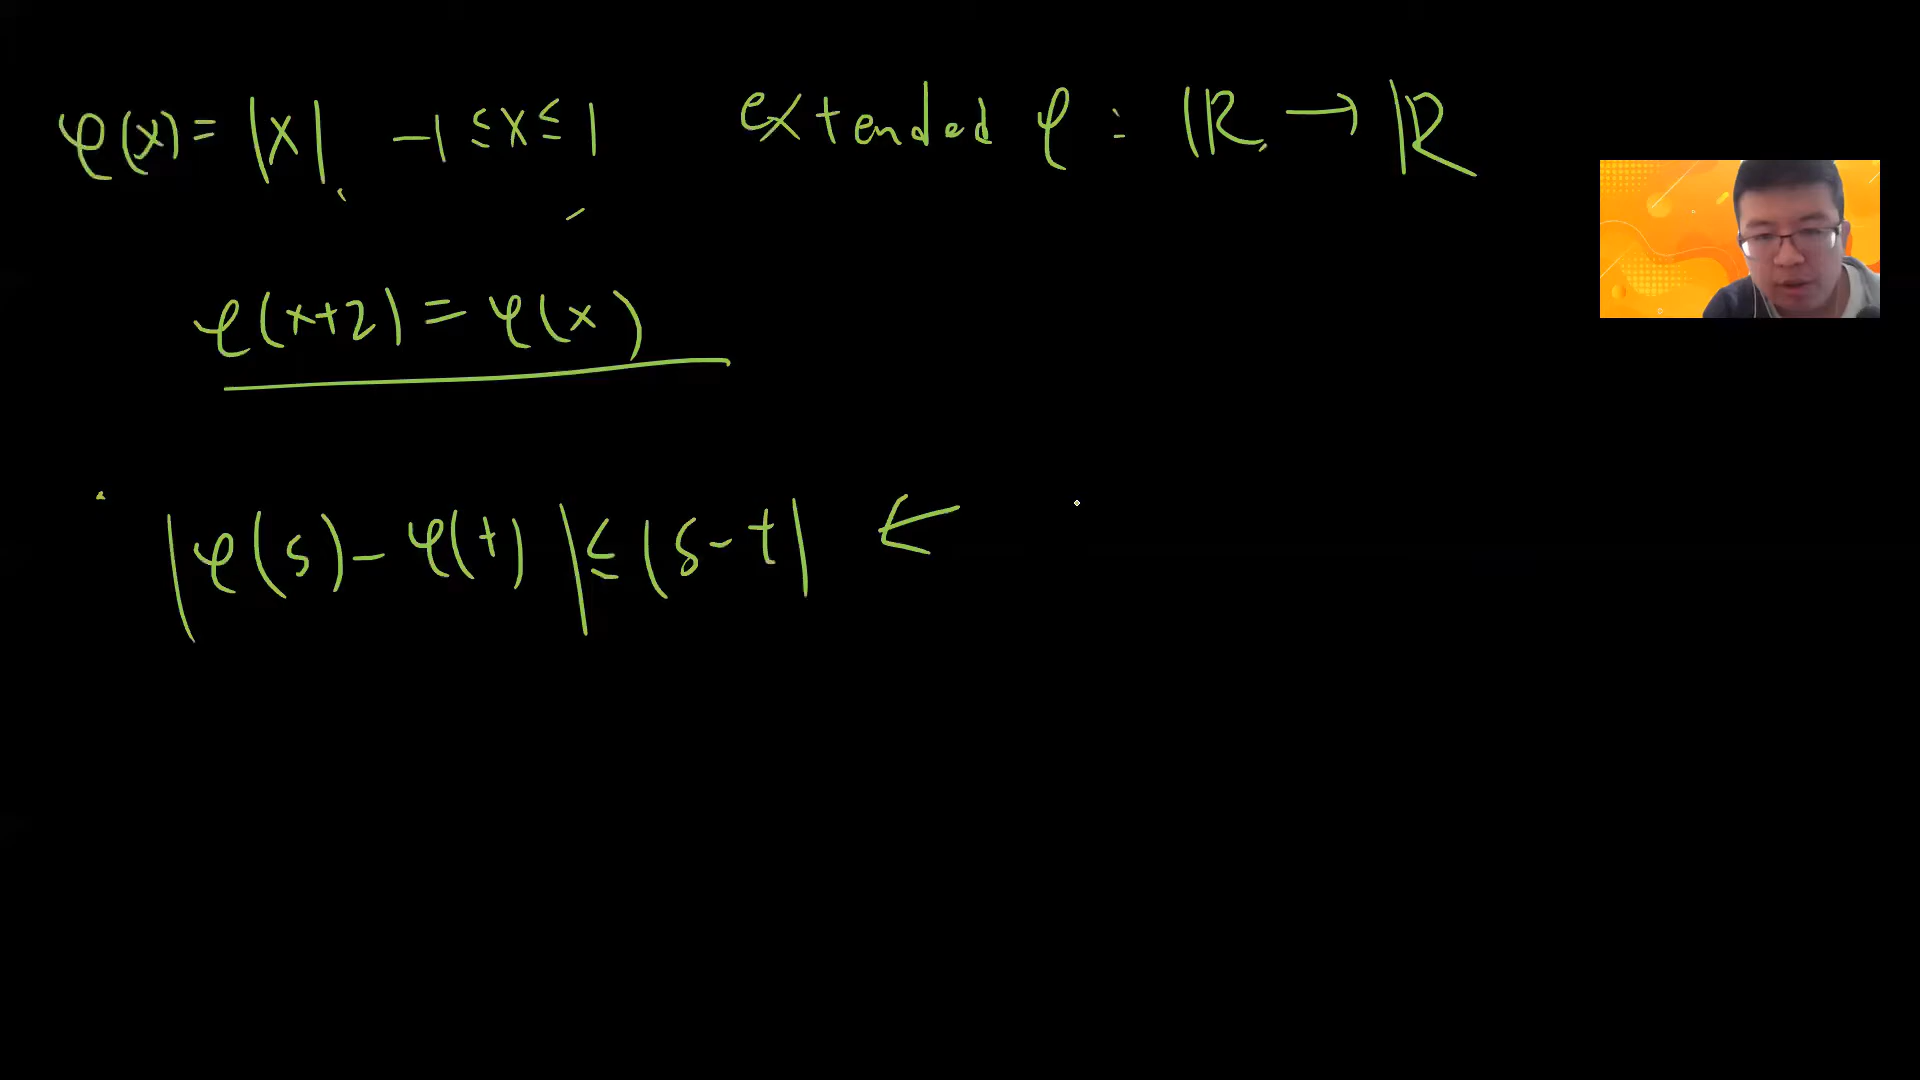 φ(x) = |x|, -1 ≤ x ≤ 1 extended φ : ℝ → ℝ
φ(x+2) = φ(x)
|φ(s) - φ(t)| ≤ |s-t| ←